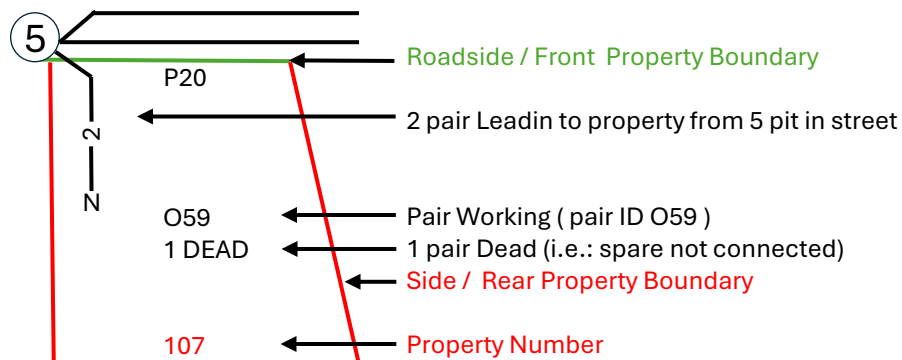 5
Roadside / Front Property Boundary
P20
2 pair Leadin to property from 5 pit in street
2
N
O59
Pair Working ( pair ID O59 )
1 DEAD
1 pair Dead (i.e.: spare not connected)
Side / Rear Property Boundary
107
Property Number